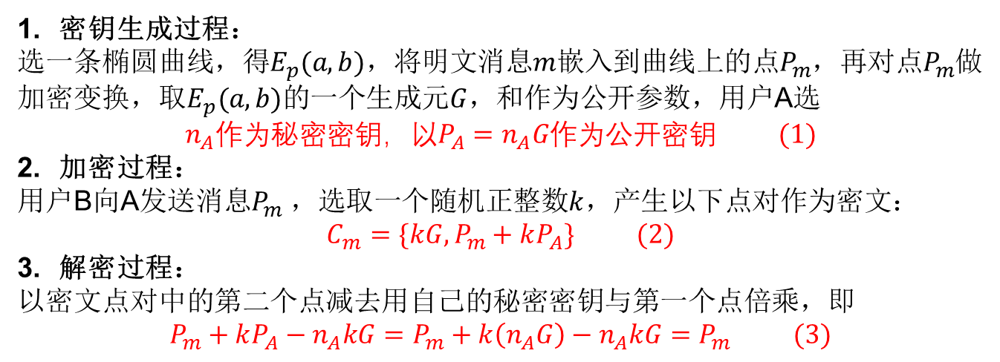 1. 密钥生成过程：
选一条椭圆曲线，得$E_p(a,b)$，将明文消息$m$嵌入到曲线上的点$P_m$，再对点$P_m$做
加密变换，取$E_p(a,b)$的一个生成元$G$，和作为公开参数，用户A选
$n_A$作为秘密密钥，以$P_A = n_A G$作为公开密钥 (1)
2. 加密过程：
用户B向A发送消息$P_m$，选取一个随机正整数$k$，产生以下点对作为密文：
$C_m = \{kG, P_m + kP_A\}$ (2)
3. 解密过程：
以密文点对中的第二个点减去用自己的秘密密钥与第一个点倍乘，即
$P_m + kP_A - n_A kG = P_m + k(n_A G) - n_A kG = P_m$ (3)